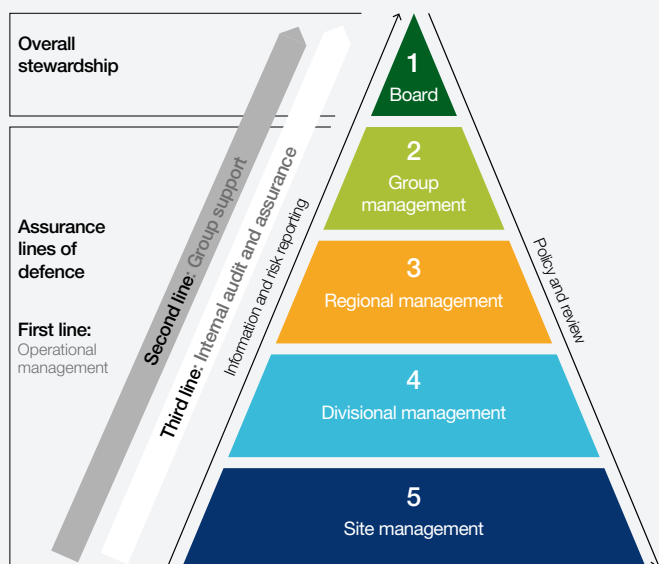 Overall
stewardship
Assurance
lines of
defence
First line:
Operational
management
Second line: Group support
Third line: Internal audit and assurance
Information and risk reporting
1
Board
2
Group
management
3
Regional management
4
Divisional management
5
Site management
Policy and review